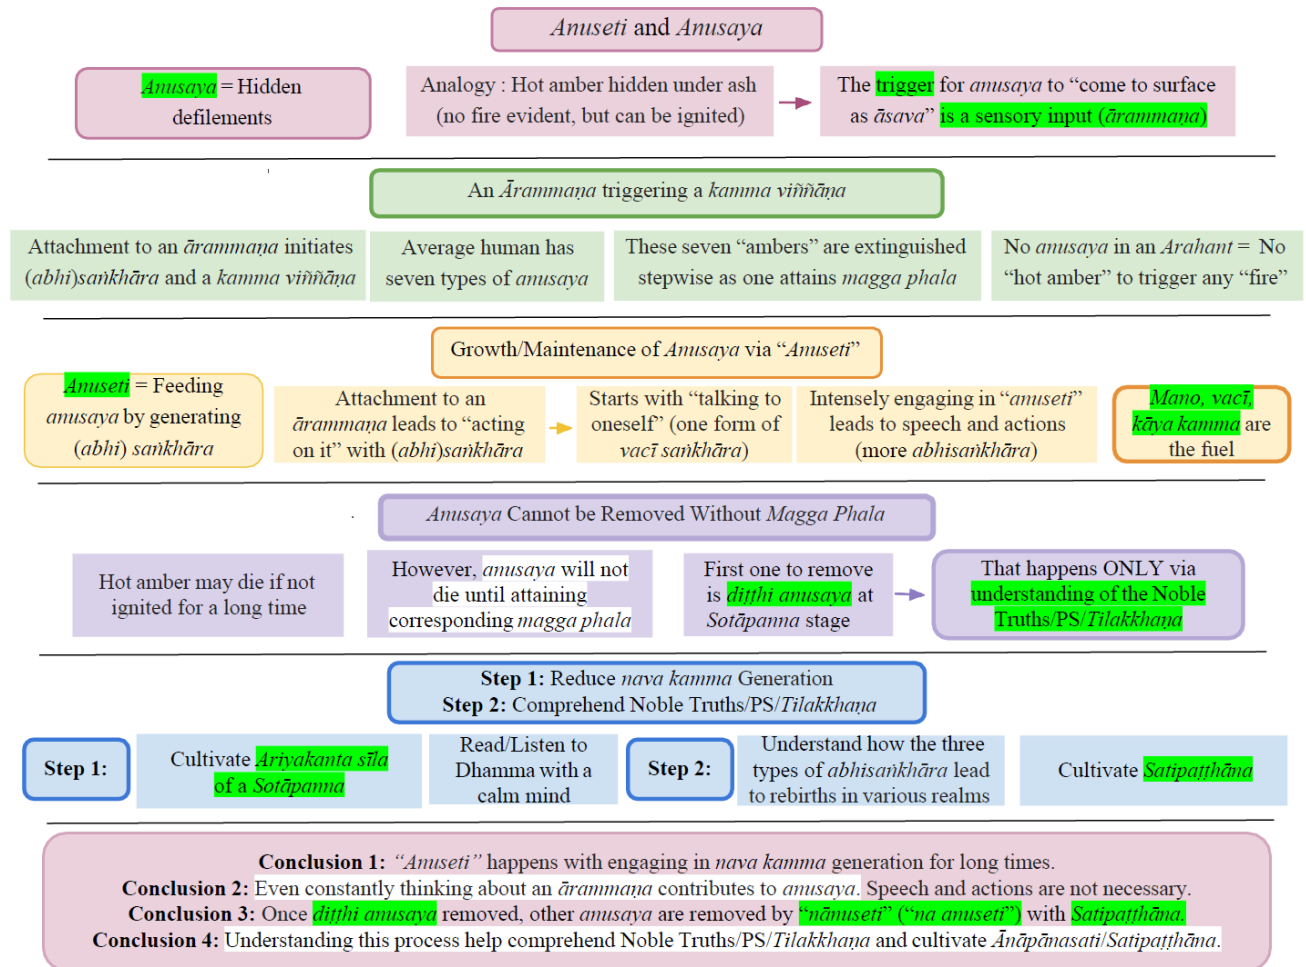 Anuseti and Anusaya
Anusaya = Hidden
defilements
Analogy : Hot amber hidden under ash
(no fire evident, but can be ignited)
The trigger for anusaya to “come to surface
as āsava” is a sensory input (ārammaṇa)
An Ārammaṇa triggering a kamma viññāṇa
Attachment to an ārammaṇa initiates
(abhi)saṅkhāra and a kamma viññāṇa
Average human has
seven types of anusaya
These seven “ambers” are extinguished
stepwise as one attains magga phala
No anusaya in an Arahant = No
“hot amber” to trigger any “fire”
Growth/Maintenance of Anusaya via “Anuseti”
Anuseti = Feeding
anusaya by generating
(abhi) saṅkhāra
Attachment to an
ārammaṇa leads to “acting
on it” with (abhi)saṅkhāra
Starts with “talking to
oneself” (one form of
vacī saṅkhāra)
Intensely engaging in “anuseti”
leads to speech and actions
(more abhisaṅkhāra)
Mano, vacī,
kāya kamma are
the fuel
Anusaya Cannot be Removed Without Magga Phala
Hot amber may die if not
ignited for a long time
However, anusaya will not
die until attaining
corresponding magga phala
First one to remove
is diṭṭhi anusaya at
Sotāpanna stage
That happens ONLY via
understanding of the Noble
Truths/PS/Tilakkhaṇa
Step 1: Reduce nava kamma Generation
Step 2: Comprehend Noble Truths/PS/Tilakkhaṇa
Step 1:
Cultivate Ariyakanta sīla
of a Sotāpanna
Read/Listen to
Dhamma with a
calm mind
Step 2:
Understand how the three
types of abhisaṅkhāra lead
to rebirths in various realms
Cultivate Satipaṭṭhāna
Conclusion 1: “Anuseti” happens with engaging in nava kamma generation for long times.
Conclusion 2: Even constantly thinking about an ārammaṇa contributes to anusaya. Speech and actions are not necessary.
Conclusion 3: Once diṭṭhi anusaya removed, other anusaya are removed by “nānuseti” (“na anuseti”) with Satipaṭṭhāna.
Conclusion 4: Understanding this process help comprehend Noble Truths/PS/Tilakkhaṇa and cultivate Ānāpānasati/Satipaṭṭhāna.